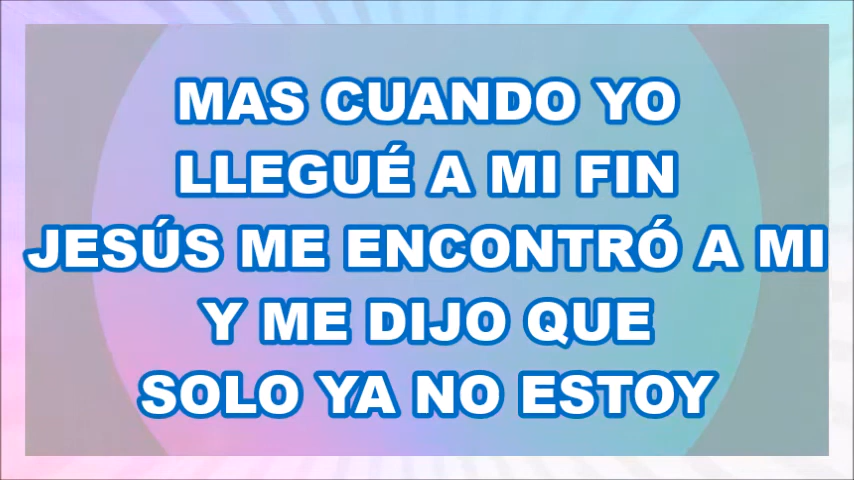 MAS CUANDO YO
LLEGUÉ A MI FIN
JESÚS ME ENCONTRÓ A MI
Y ME DIJO QUE
SOLO YA NO ESTOY